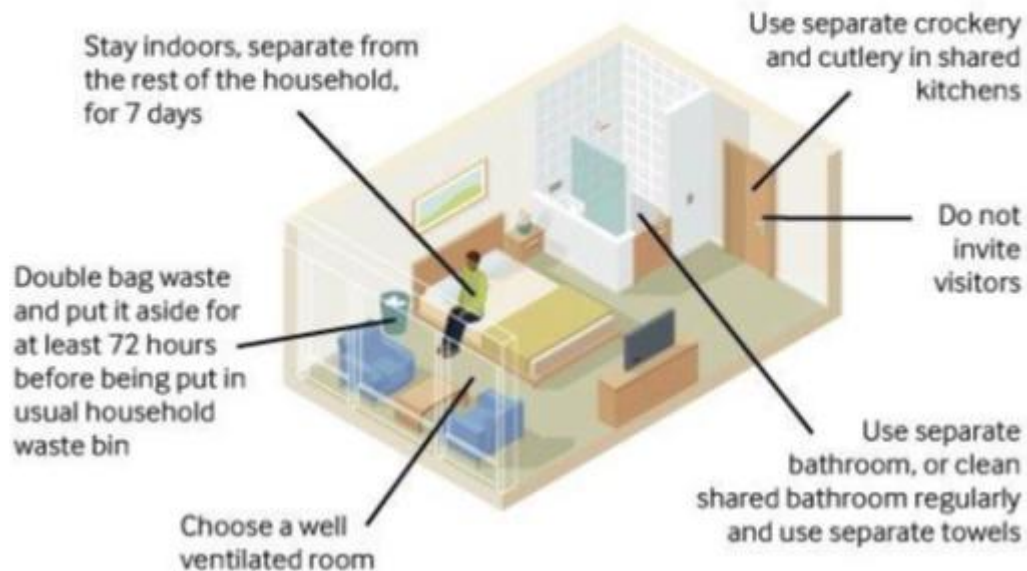 Stay indoors, separate from
the rest of the household,
for 7 days
Use separate crockery
and cutlery in shared
kitchens
Do not
invite
visitors
Double bag waste
and put it aside for
at least 72 hours
before being put in
usual household
waste bin
Use separate
bathroom, or clean
shared bathroom regularly
and use separate towels
Choose a well
ventilated room